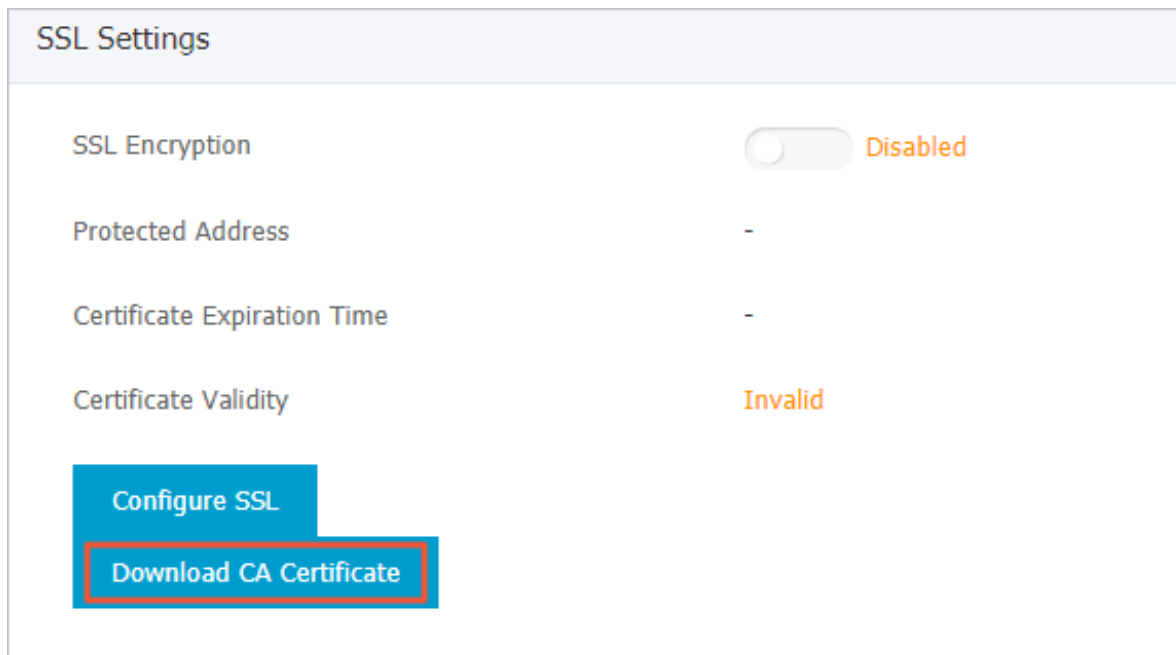 SSL Settings
SSL Encryption Disabled
Protected Address -
Certificate Expiration Time -
Certificate Validity Invalid
Configure SSL
Download CA Certificate